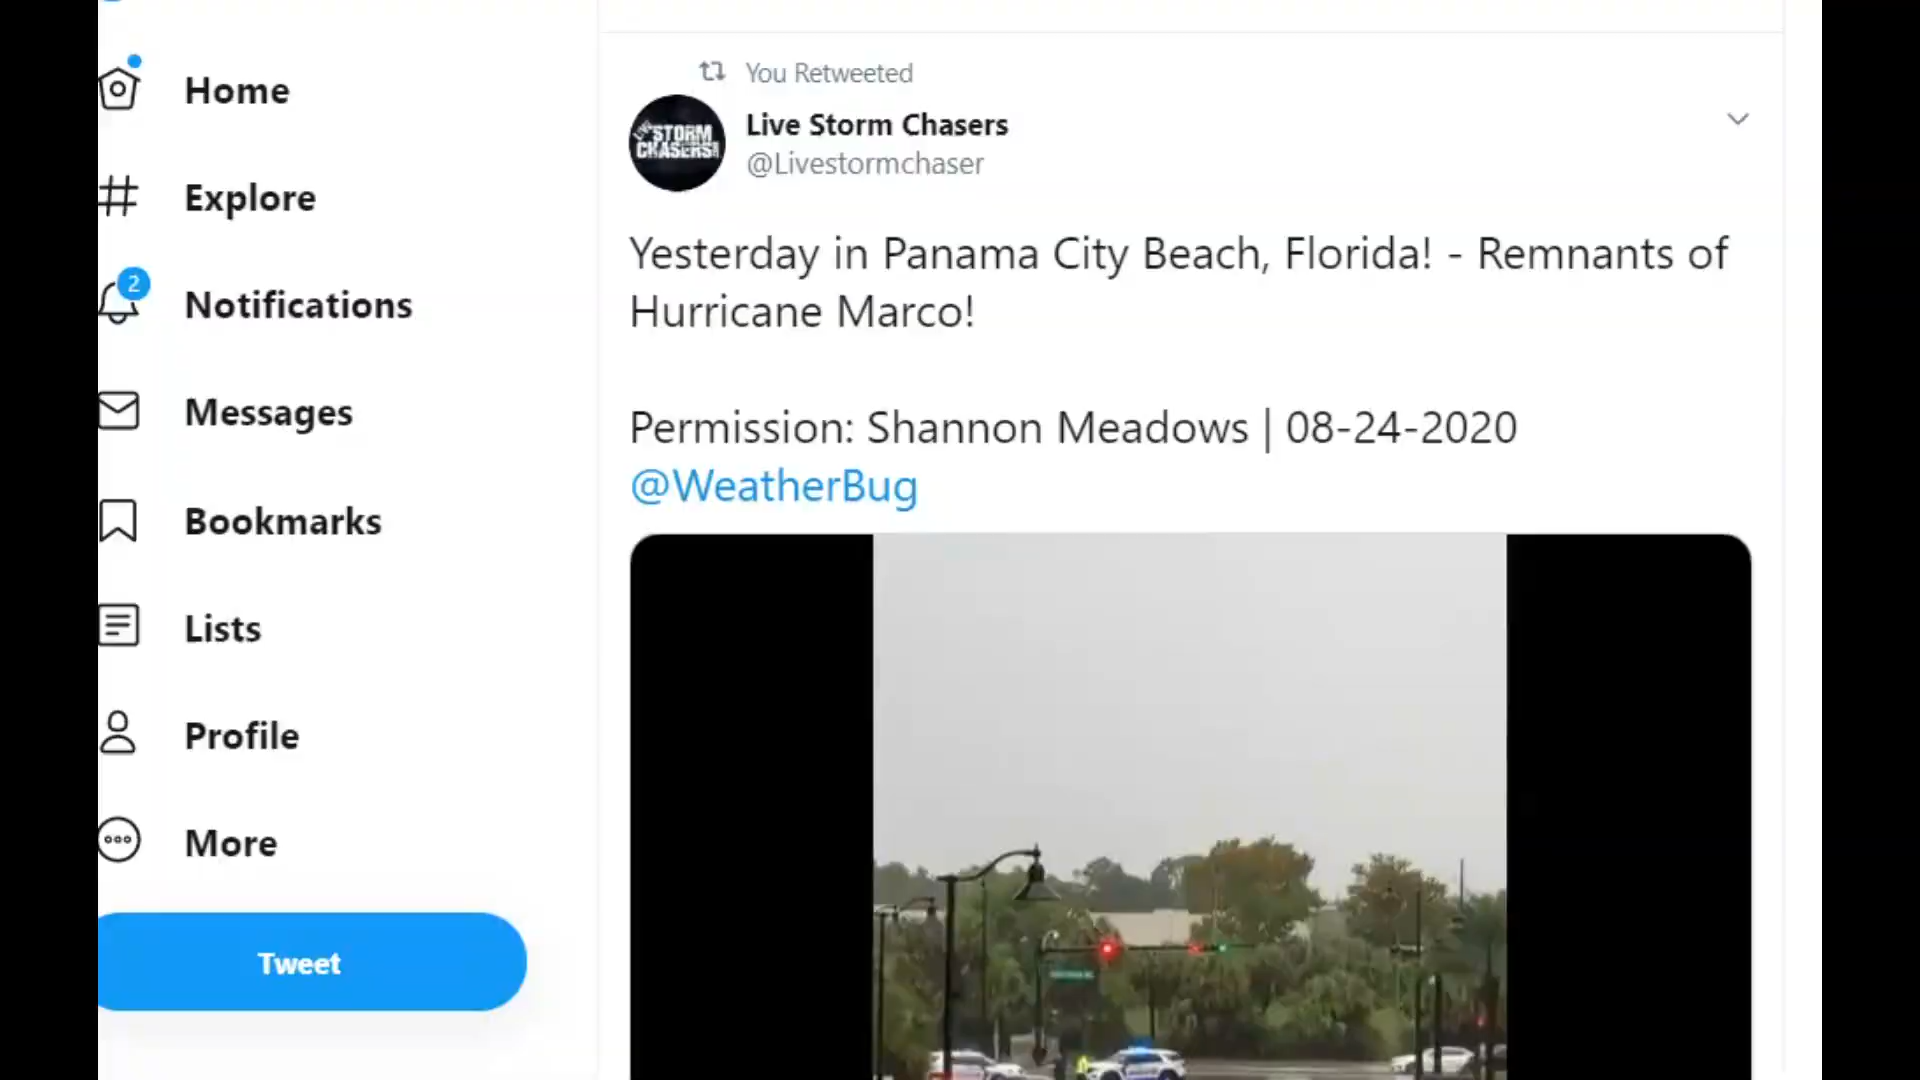 Home
Explore
2
Notifications
Messages
Bookmarks
Lists
Profile
More
Tweet
You Retweeted
LIVE STORM
CHASERS!
Live Storm Chasers
@Livestormchaser
Yesterday in Panama City Beach, Florida! - Remnants of
Hurricane Marco!
Permission: Shannon Meadows | 08-24-2020
@WeatherBug